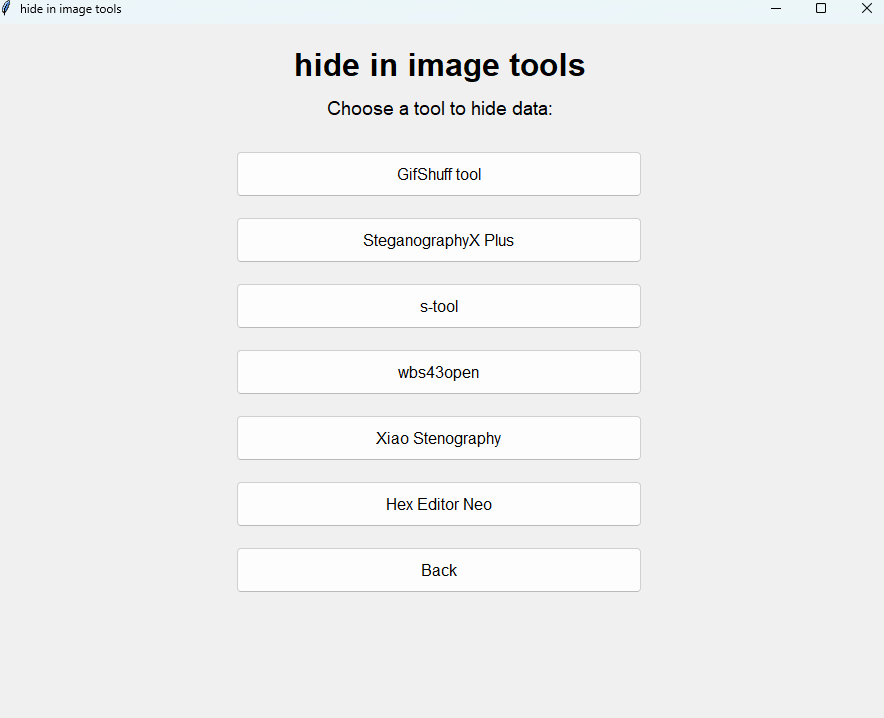 hide in image tools
hide in image tools
Choose a tool to hide data:
GifShuff tool
SteganographyX Plus
s-tool
wbs43open
Xiao Stenography
Hex Editor Neo
Back